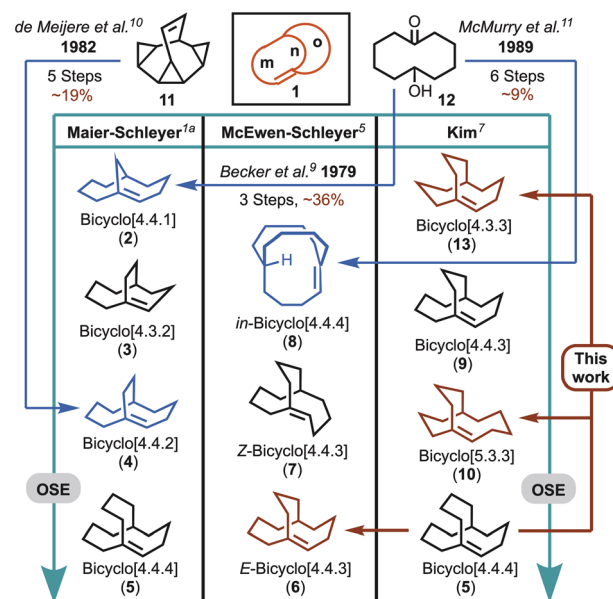 de Meijere et al.10
1982
5 Steps
~19%
11
m n o
1
O
OH
12
McMurry et al.11
1989
6 Steps
~9%
Maier-Schleyer1a
McEwen-Schleyer5
Kim7
Becker et al.9 1979
3 Steps, ~36%
Bicyclo[4.4.1]
(2)
Bicyclo[4.3.2]
(3)
Bicyclo[4.4.2]
(4)
OSE
Bicyclo[4.4.4]
(5)
H
in-Bicyclo[4.4.4]
(8)
Z-Bicyclo[4.4.3]
(7)
E-Bicyclo[4.4.3]
(6)
Bicyclo[4.3.3]
(13)
Bicyclo[4.4.3]
(9)
This
work
Bicyclo[5.3.3]
(10)
OSE
Bicyclo[4.4.4]
(5)